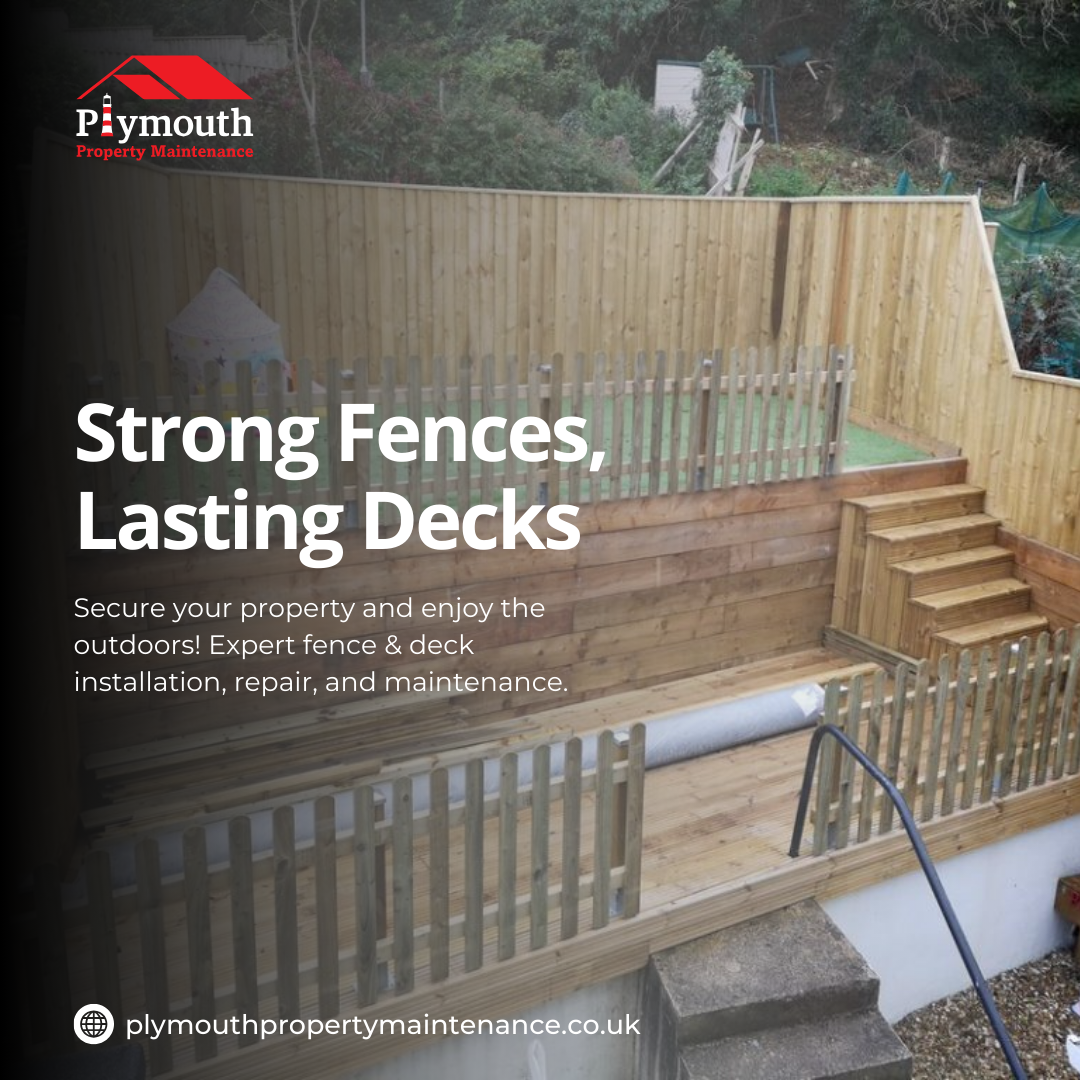 Plymouth
Property Maintenance
Strong Fences,
Lasting Decks
Secure your property and enjoy the
outdoors! Expert fence & deck
installation, repair, and maintenance.
plymouthpropertymaintenance.co.uk